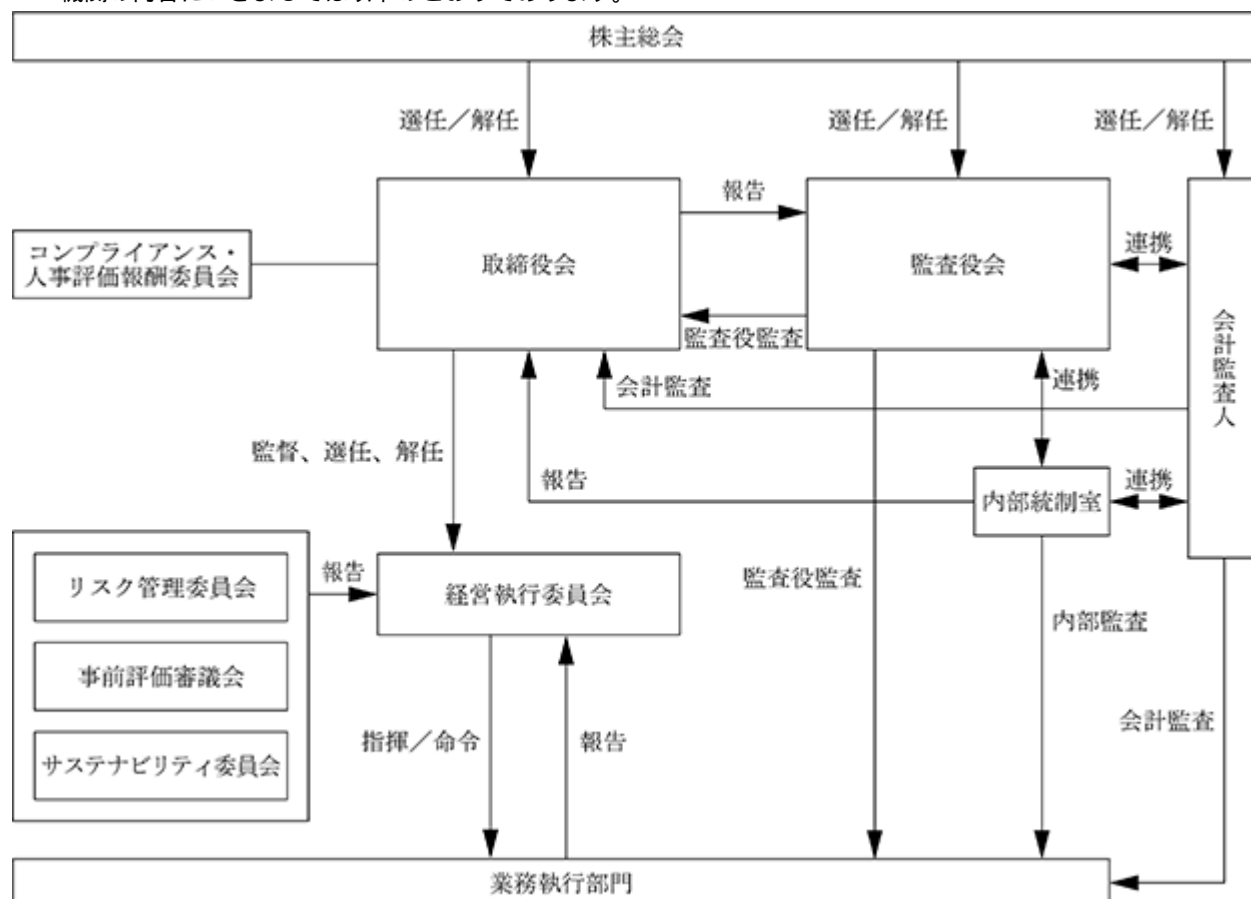 株主総会
選任／解任
選任／解任
選任／解任
報告
取締役会
監査役会
連携
コンプライアンス・
人事評価報酬委員会
監査役監査
会計監査人
会計監査
連携
監督、選任、解任
報告
内部統制室
連携
リスク管理委員会
報告
経営執行委員会
監査役監査
内部監査
事前評価審議会
会計監査
指揮／命令
報告
サステナビリティ委員会
業務執行部門